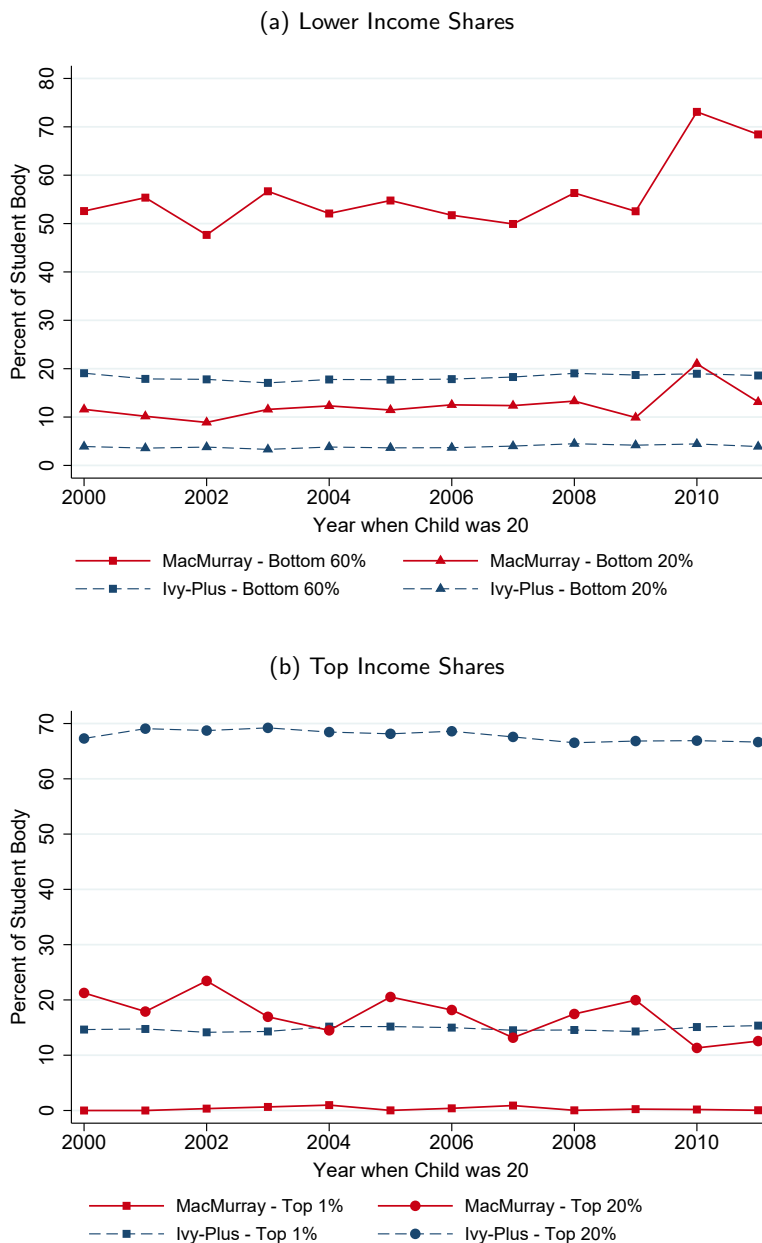 (a) Lower Income Shares
Percent of Student Body
80
70
60
50
40
30
20
10
0
2000 2002 2004 2006 2008 2010
Year when Child was 20
MacMurray - Bottom 60% MacMurray - Bottom 20%
Ivy-Plus - Bottom 60% Ivy-Plus - Bottom 20%
(b) Top Income Shares
Percent of Student Body
70
60
50
40
30
20
10
0
2000 2002 2004 2006 2008 2010
Year when Child was 20
MacMurray - Top 1% MacMurray - Top 20%
Ivy-Plus - Top 1% Ivy-Plus - Top 20%